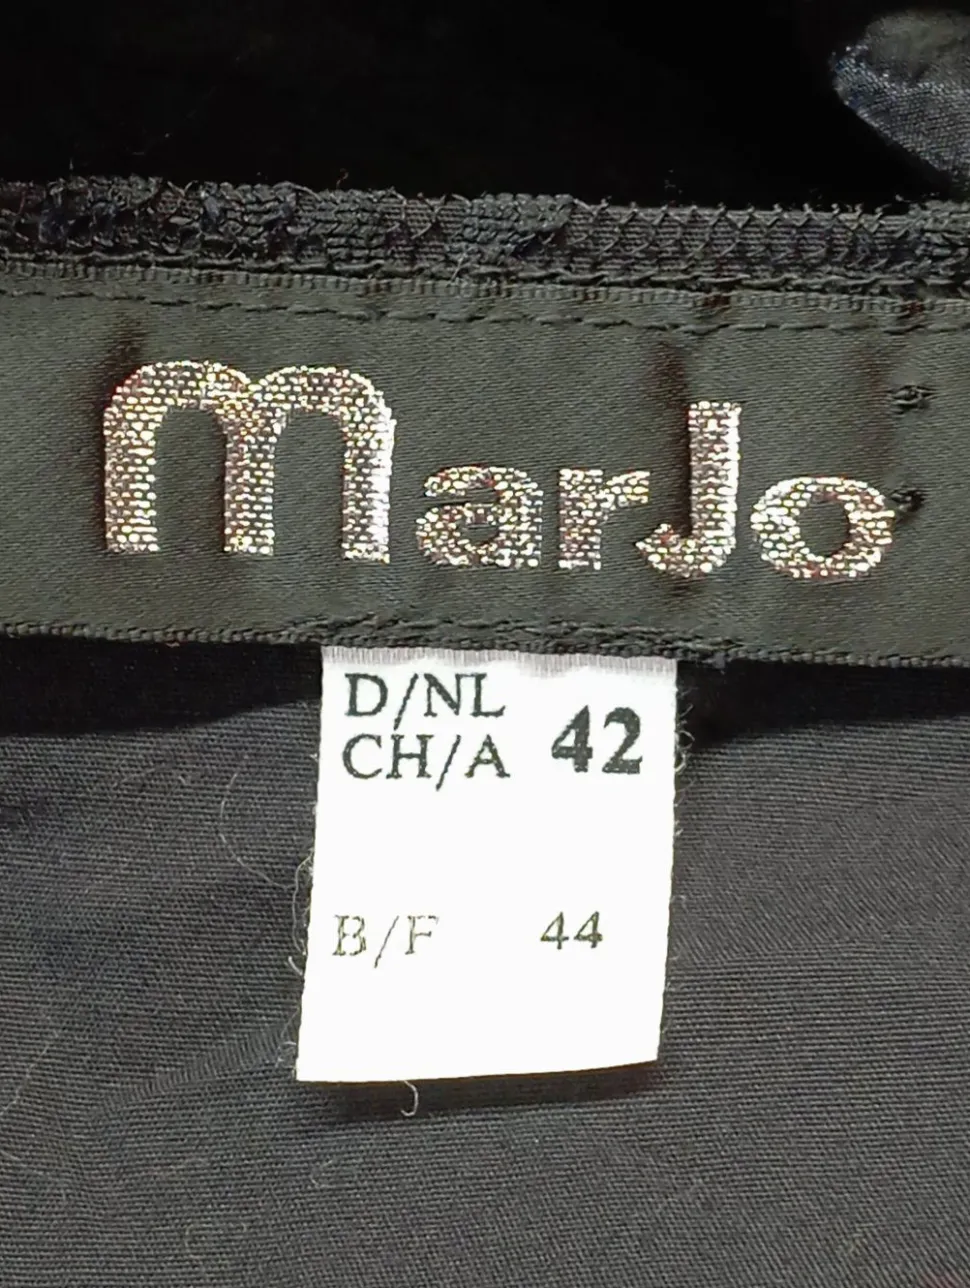 marJo
D/NL
CH/A 42
B/F 44